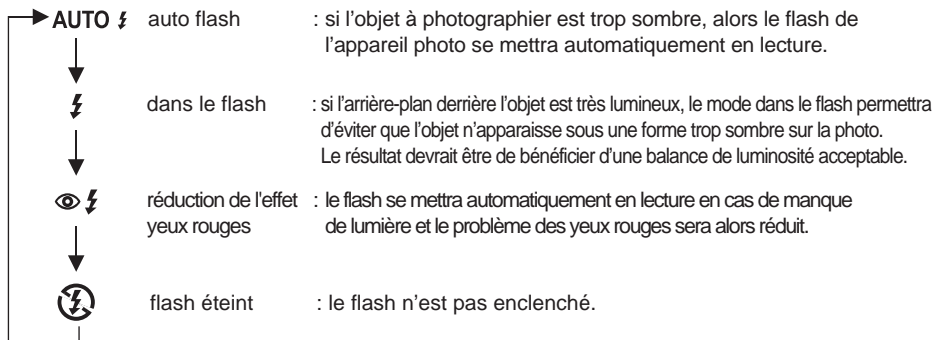 AUTO auto flash : si l'objet à photographier est trop sombre, alors le flash de
l'appareil photo se mettra automatiquement en lecture.
dans le flash : si l'arrière-plan derrière l'objet est très lumineux, le mode dans le flash permettra
d'éviter que l'objet n'apparaisse sous une forme trop sombre sur la photo.
Le résultat devrait être de bénéficier d'une balance de luminosité acceptable.
réduction de l'effet : le flash se mettra automatiquement en lecture en cas de manque
yeux rouges de lumière et le problème des yeux rouges sera alors réduit.
flash éteint : le flash n'est pas enclenché.